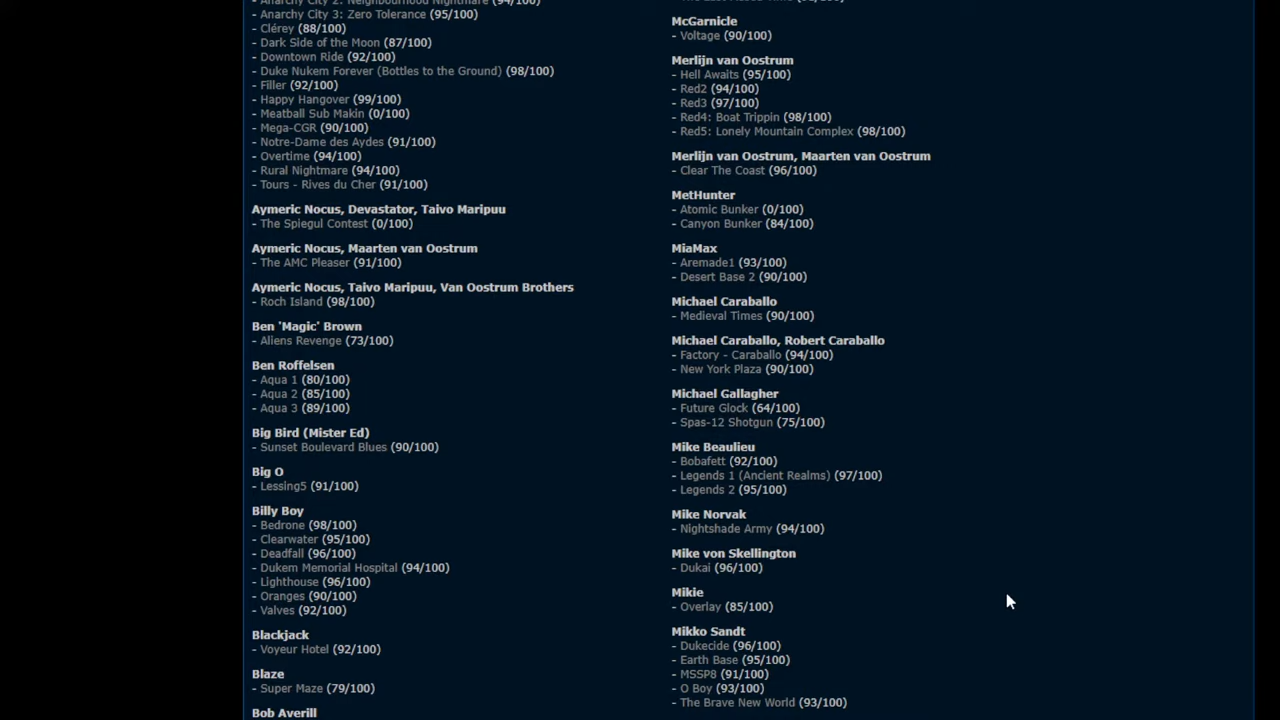 Anarchy City 2: Neighbourhood Nightmare (94/100)
- Anarchy City 3: Zero Tolerance (95/100)
- Clérey (88/100)
- Dark Side of the Moon (87/100)
- Downtown Ride (92/100)
- Duke Nukem Forever (Bottles to the Ground) (98/100)
- Filler (92/100)
- Happy Hangover (99/100)
- Meatball Sub Makin (0/100)
- Mega-CGR (90/100)
- Notre-Dame des Aydes (91/100)
- Overtime (94/100)
- Rural Nightmare (94/100)
- Tours - Rives du Cher (91/100)
Aymeric Nocus, Devastator, Taivo Maripuu
- The Spiegul Contest (0/100)
Aymeric Nocus, Maarten van Oostrum
- The AMC Pleaser (91/100)
Aymeric Nocus, Taivo Maripuu, Van Oostrum Brothers
- Roch Island (98/100)
Ben 'Magic' Brown
- Aliens Revenge (73/100)
Ben Roffelsen
- Aqua 1 (80/100)
- Aqua 2 (85/100)
- Aqua 3 (89/100)
Big Bird (Mister Ed)
- Sunset Boulevard Blues (90/100)
Big O
- Lessing5 (91/100)
Billy Boy
- Bedrone (98/100)
- Clearwater (95/100)
- Deadfall (96/100)
- Dukem Memorial Hospital (94/100)
- Lighthouse (96/100)
- Oranges (90/100)
- Valves (92/100)
Blackjack
- Voyeur Hotel (92/100)
Blaze
- Super Maze (79/100)
Bob Averill
McGarnicle
- Voltage (90/100)
Merlijn van Oostrum
- Hell Awaits (95/100)
- Red2 (94/100)
- Red3 (97/100)
- Red4: Boat Trippin (98/100)
- Red5: Lonely Mountain Complex (98/100)
Merlijn van Oostrum, Maarten van Oostrum
- Clear The Coast (96/100)
MetHunter
- Atomic Bunker (0/100)
- Canyon Bunker (84/100)
MiaMax
- Aremade1 (93/100)
- Desert Base 2 (90/100)
Michael Caraballo
- Medieval Times (90/100)
Michael Caraballo, Robert Caraballo
- Factory - Caraballo (94/100)
- New York Plaza (90/100)
Michael Gallagher
- Future Glock (64/100)
- Spas-12 Shotgun (75/100)
Mike Beaulieu
- Bobafett (92/100)
- Legends 1 (Ancient Realms) (97/100)
- Legends 2 (95/100)
Mike Norvak
- Nightshade Army (94/100)
Mike von Skellington
- Dukai (96/100)
Mikie
- Overlay (85/100)
Mikko Sandt
- Dukecide (96/100)
- Earth Base (95/100)
- MSSP8 (91/100)
- O Boy (93/100)
- The Brave New World (93/100)